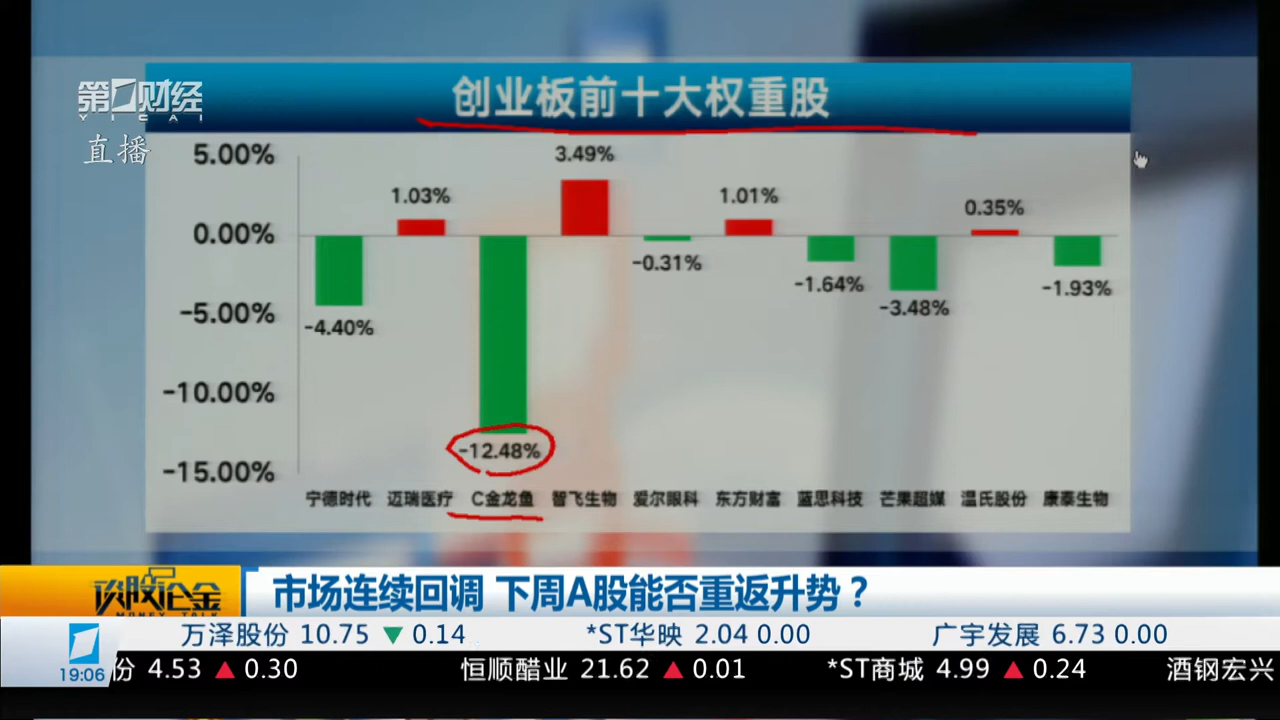 创业板前十大权重股
第一财经
YICAI
直播
5.00%
0.00%
-5.00%
-10.00%
-15.00%
-4.40%
1.03%
-12.48%
3.49%
-0.31%
1.01%
-1.64%
-3.48%
0.35%
-1.93%
宁德时代 迈瑞医疗 C金龙鱼 智飞生物 爱尔眼科 东方财富 蓝思科技 芒果超媒 温氏股份 康泰生物
谈股论金
MONEY TALK
市场连续回调 下周A股能否重返升势？
万泽股份 10.75 ▼ 0.14 *ST华映 2.04 0.00 广宇发展 6.73 0.00
19:06
份 4.53 ▲ 0.30 恒顺醋业 21.62 ▲ 0.01 *ST商城 4.99 ▲ 0.24 酒钢宏兴